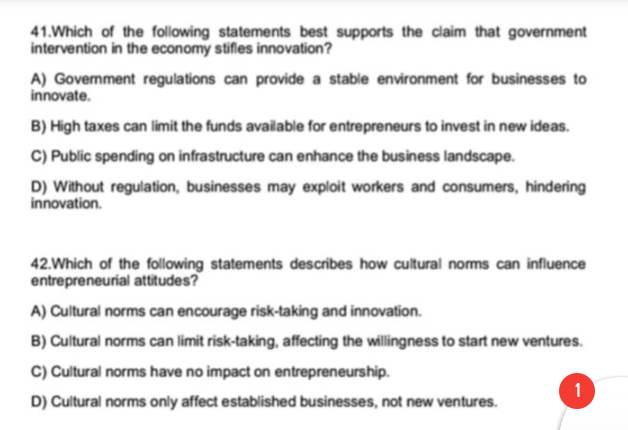 41.Which of the following statements best supports the claim that government
intervention in the economy stifles innovation?
A) Government regulations can provide a stable environment for businesses to
innovate.
B) High taxes can limit the funds available for entrepreneurs to invest in new ideas.
C) Public spending on infrastructure can enhance the business landscape.
D) Without regulation, businesses may exploit workers and consumers, hindering
innovation.
42.Which of the following statements describes how cultural norms can influence
entrepreneurial attitudes?
A) Cultural norms can encourage risk-taking and innovation.
B) Cultural norms can limit risk-taking, affecting the willingness to start new ventures.
C) Cultural norms have no impact on entrepreneurship.
D) Cultural norms only affect established businesses, not new ventures.
1